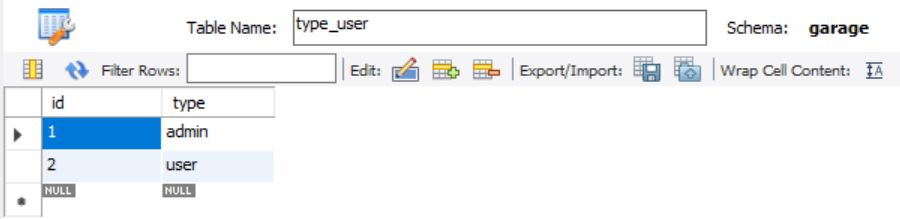 Table Name: type_user Schema: garage
Filter Rows: Edit: Export/Import: Wrap Cell Content: IA
id type
1 admin
2 user
NULL NULL